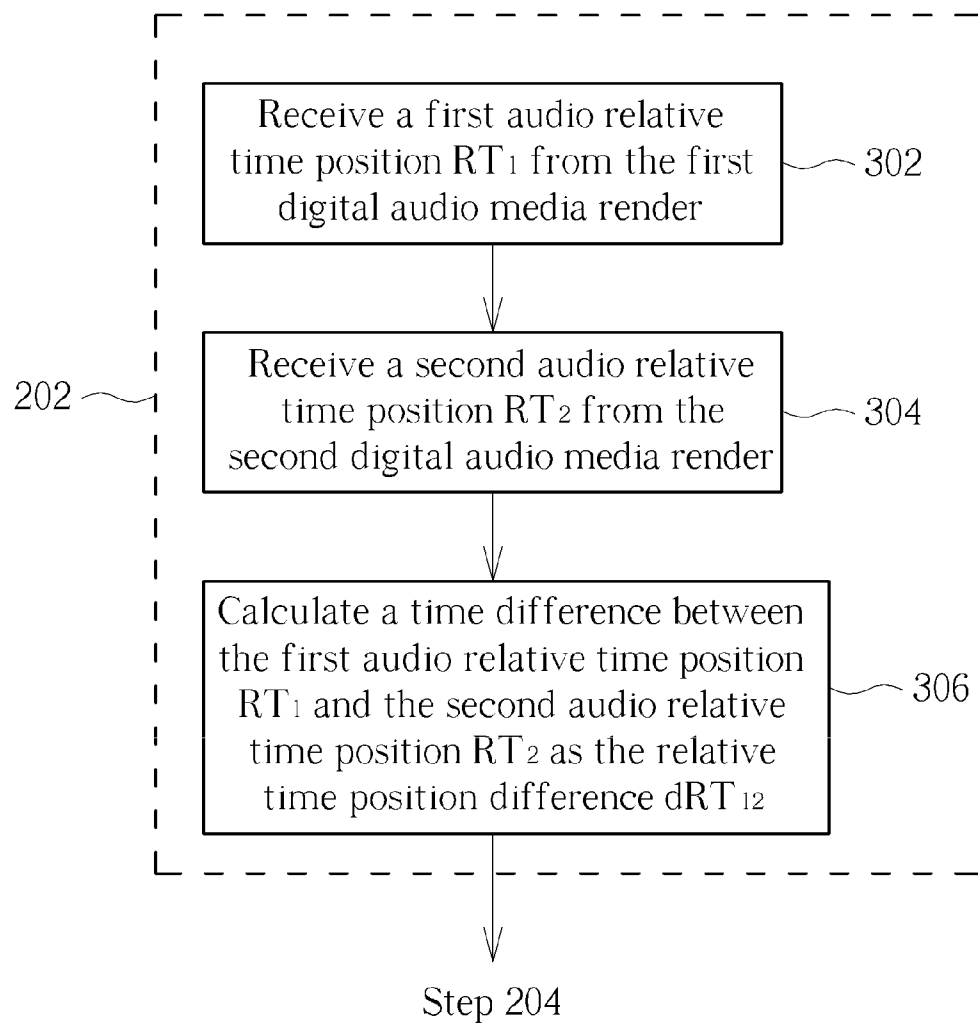 Receive a first audio relative
time position RT₁ from the first
digital audio media render
302
Receive a second audio relative
time position RT₂ from the
second digital audio media render
304
202
Calculate a time difference between
the first audio relative time position
RT₁ and the second audio relative
time position RT₂ as the relative
time position difference dRT₁₂
306
Step 204